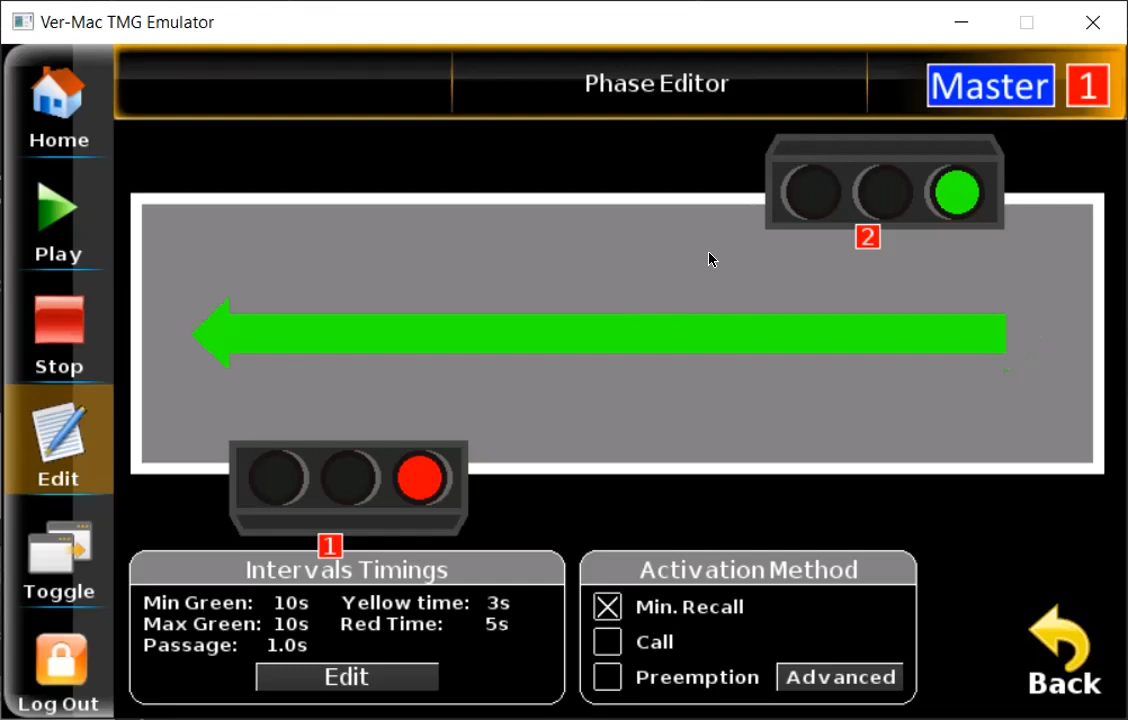 Ver-Mac TMG Emulator
Phase Editor
Master 1
Home
Play
Stop
Edit
Toggle
Log Out
2
1
Intervals Timings
Min Green: 10s Yellow time: 3s
Max Green: 10s Red Time: 5s
Passage: 1.0s
Edit
Activation Method
Min. Recall
Call
Preemption Advanced
Back